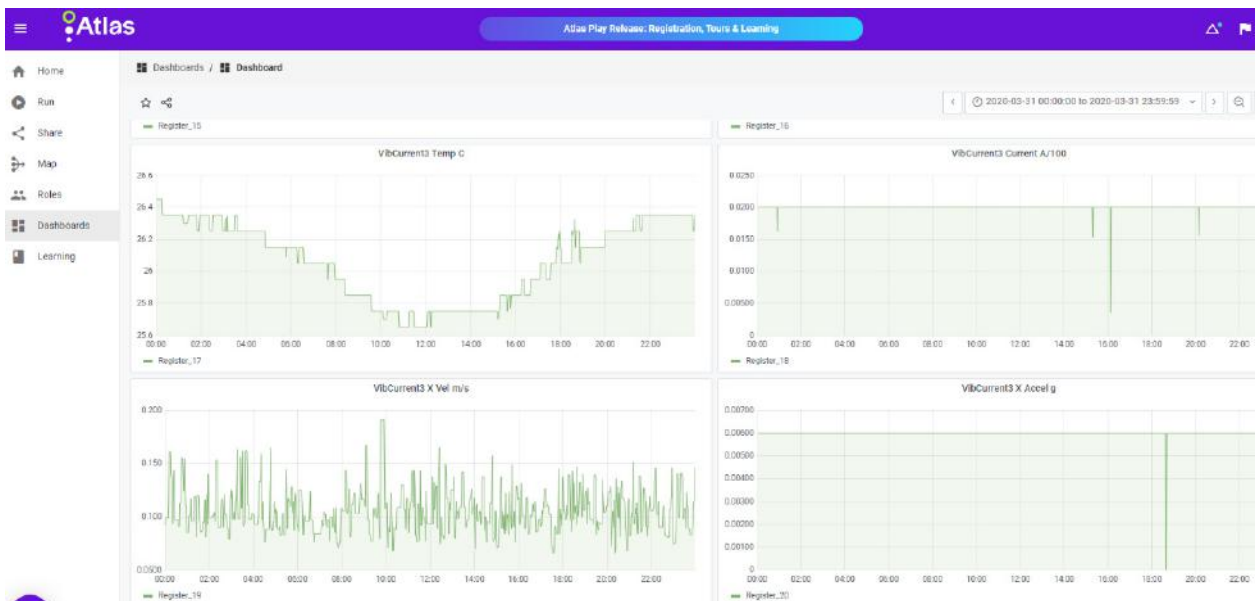 Atlas
Atlas Play Release: Registration, Tours & Learning
Home
Run
Share
Map
Roles
Dashboards
Learning
Dashboards / Dashboard
2020-03-31 00:00:00 to 2020-03-31 23:59:59
Register_15
Register_16
VibCurrent3 Temp C
26.6
26.4
26.2
26
25.8
25.6
00:00 02:00 04:00 06:00 08:00 10:00 12:00 14:00 16:00 18:00 20:00 22:00
Register_17
VibCurrent3 Current A/100
0.0250
0.0200
0.0150
0.0100
0.00500
0
00:00 02:00 04:00 06:00 08:00 10:00 12:00 14:00 16:00 18:00 20:00 22:00
Register_18
VibCurrent3 X Vel m/s
0.200
0.150
0.100
0.0500
00:00 02:00 04:00 06:00 08:00 10:00 12:00 14:00 16:00 18:00 20:00 22:00
Register_19
VibCurrent3 X Accel g
0.00700
0.00600
0.00500
0.00400
0.00300
0.00200
0.00100
0
00:00 02:00 04:00 06:00 08:00 10:00 12:00 14:00 16:00 18:00 20:00 22:00
Register_20